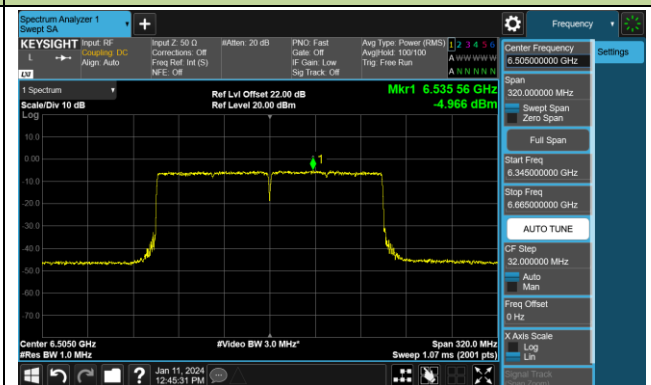 Spectrum Analyzer 1
Swept SA
+
Frequency
KEYSIGHT
L
LXI
Input: RF
Coupling: DC
Align: Auto
Input Z: 50 Ω
Corrections: Off
Freq Ref: Int (S)
NFE: Off
#Atten: 20 dB
PNO: Fast
Gate: Off
IF Gain: Low
Sig Track: Off
Avg Type: Power (RMS)
Avg|Hold: 100/100
Trig: Free Run
1 2 3 4 5 6
A W W W W W
A N N N N N
1 Spectrum
Scale/Div 10 dB
Ref Lvl Offset 22.00 dB
Ref Level 20.00 dBm
Mkr1 6.535 56 GHz
-4.966 dBm
Log
10.0
0.00
-10.0
-20.0
-30.0
-40.0
-50.0
-60.0
-70.0
1
Center 6.5050 GHz
#Res BW 1.0 MHz
#Video BW 3.0 MHz*
Span 320.0 MHz
Sweep 1.07 ms (2001 pts)
Jan 11, 2024
12:45:31 PM
Center Frequency
6.505000000 GHz
Settings
Span
320.000000 MHz
Swept Span
Zero Span
Full Span
Start Freq
6.345000000 GHz
Stop Freq
6.665000000 GHz
AUTO TUNE
CF Step
32.000000 MHz
Auto
Man
Freq Offset
0 Hz
X Axis Scale
Log
Lin
Signal Track